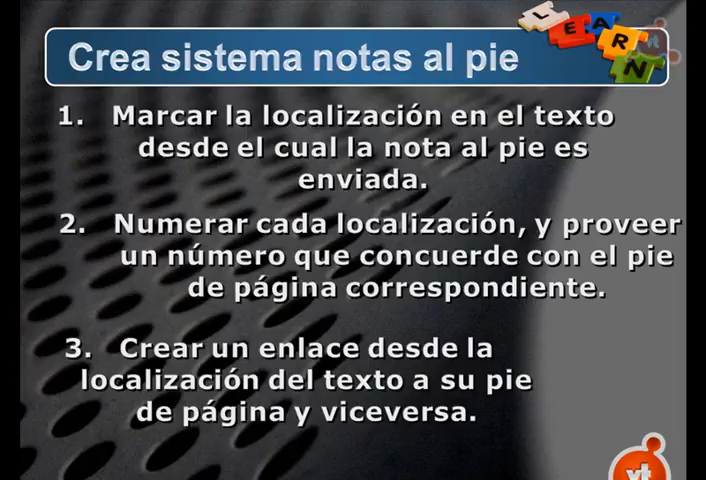 LEARN
Crea sistema notas al pie
1. Marcar la localización en el texto
desde el cual la nota al pie es
enviada.
2. Numerar cada localización, y proveer
un número que concuerde con el pie
de página correspondiente.
3. Crear un enlace desde la
localización del texto a su pie
de página y viceversa.
vt